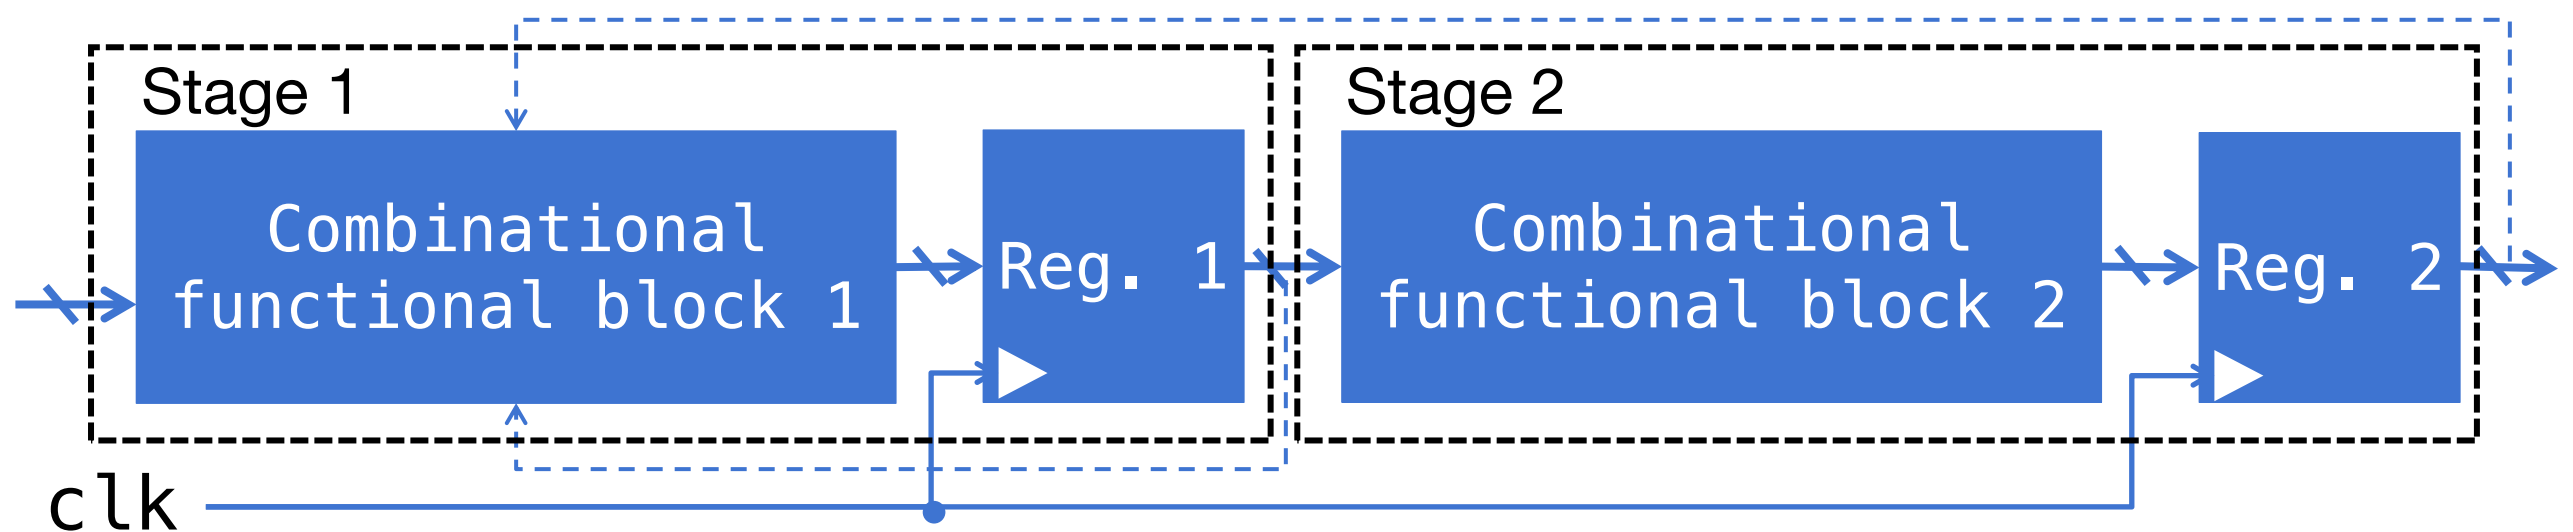 Stage 1
Combinational
functional block 1
Reg. 1
Stage 2
Combinational
functional block 2
Reg. 2
clk